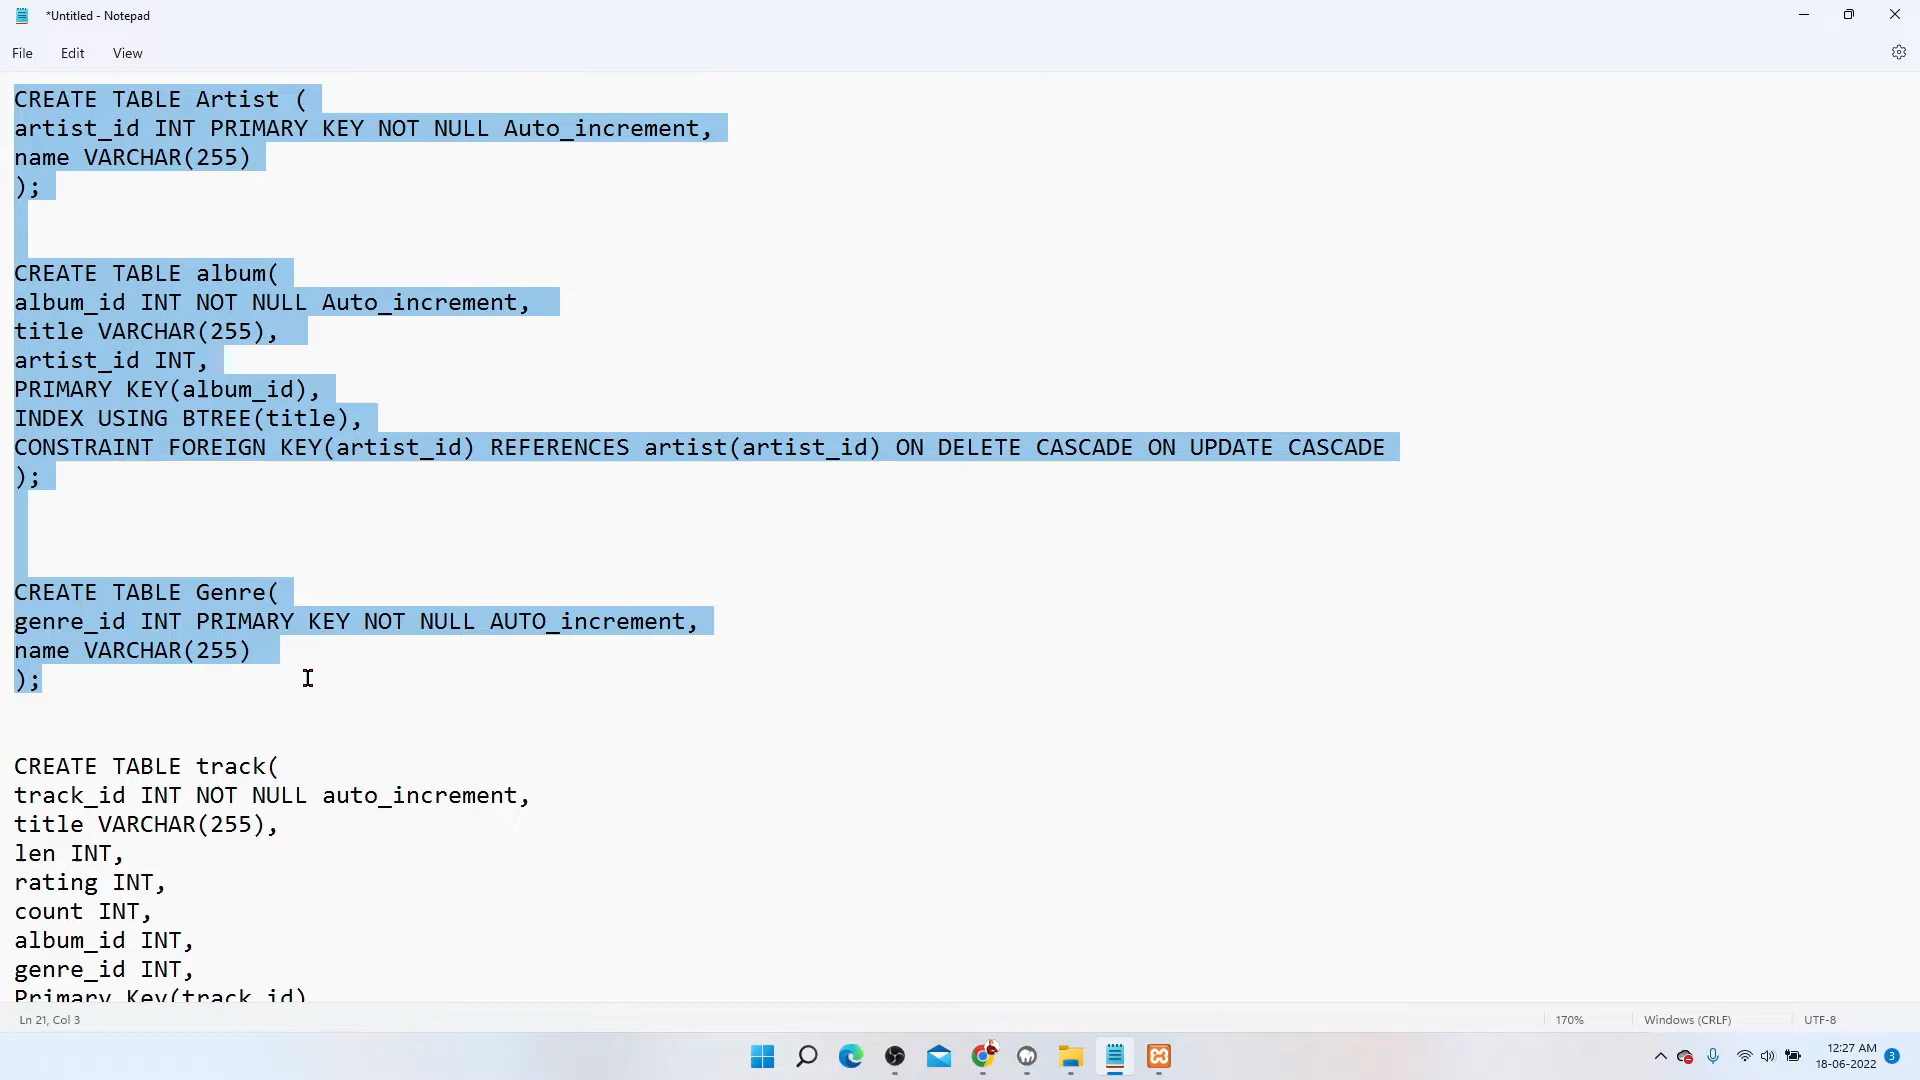 *Untitled - Notepad
File Edit View
CREATE TABLE Artist (
artist_id INT PRIMARY KEY NOT NULL Auto_increment,
name VARCHAR(255)
);
CREATE TABLE album(
album_id INT NOT NULL Auto_increment,
title VARCHAR(255),
artist_id INT,
PRIMARY KEY(album_id),
INDEX USING BTREE(title),
CONSTRAINT FOREIGN KEY(artist_id) REFERENCES artist(artist_id) ON DELETE CASCADE ON UPDATE CASCADE
);
CREATE TABLE Genre(
genre_id INT PRIMARY KEY NOT NULL AUTO_increment,
name VARCHAR(255)
);
CREATE TABLE track(
track_id INT NOT NULL auto_increment,
title VARCHAR(255),
len INT,
rating INT,
count INT,
album_id INT,
genre_id INT,
Primary Key(track_id)
Ln 21, Col 3 170% Windows (CRLF) UTF-8
12:27 AM
18-06-2022 3